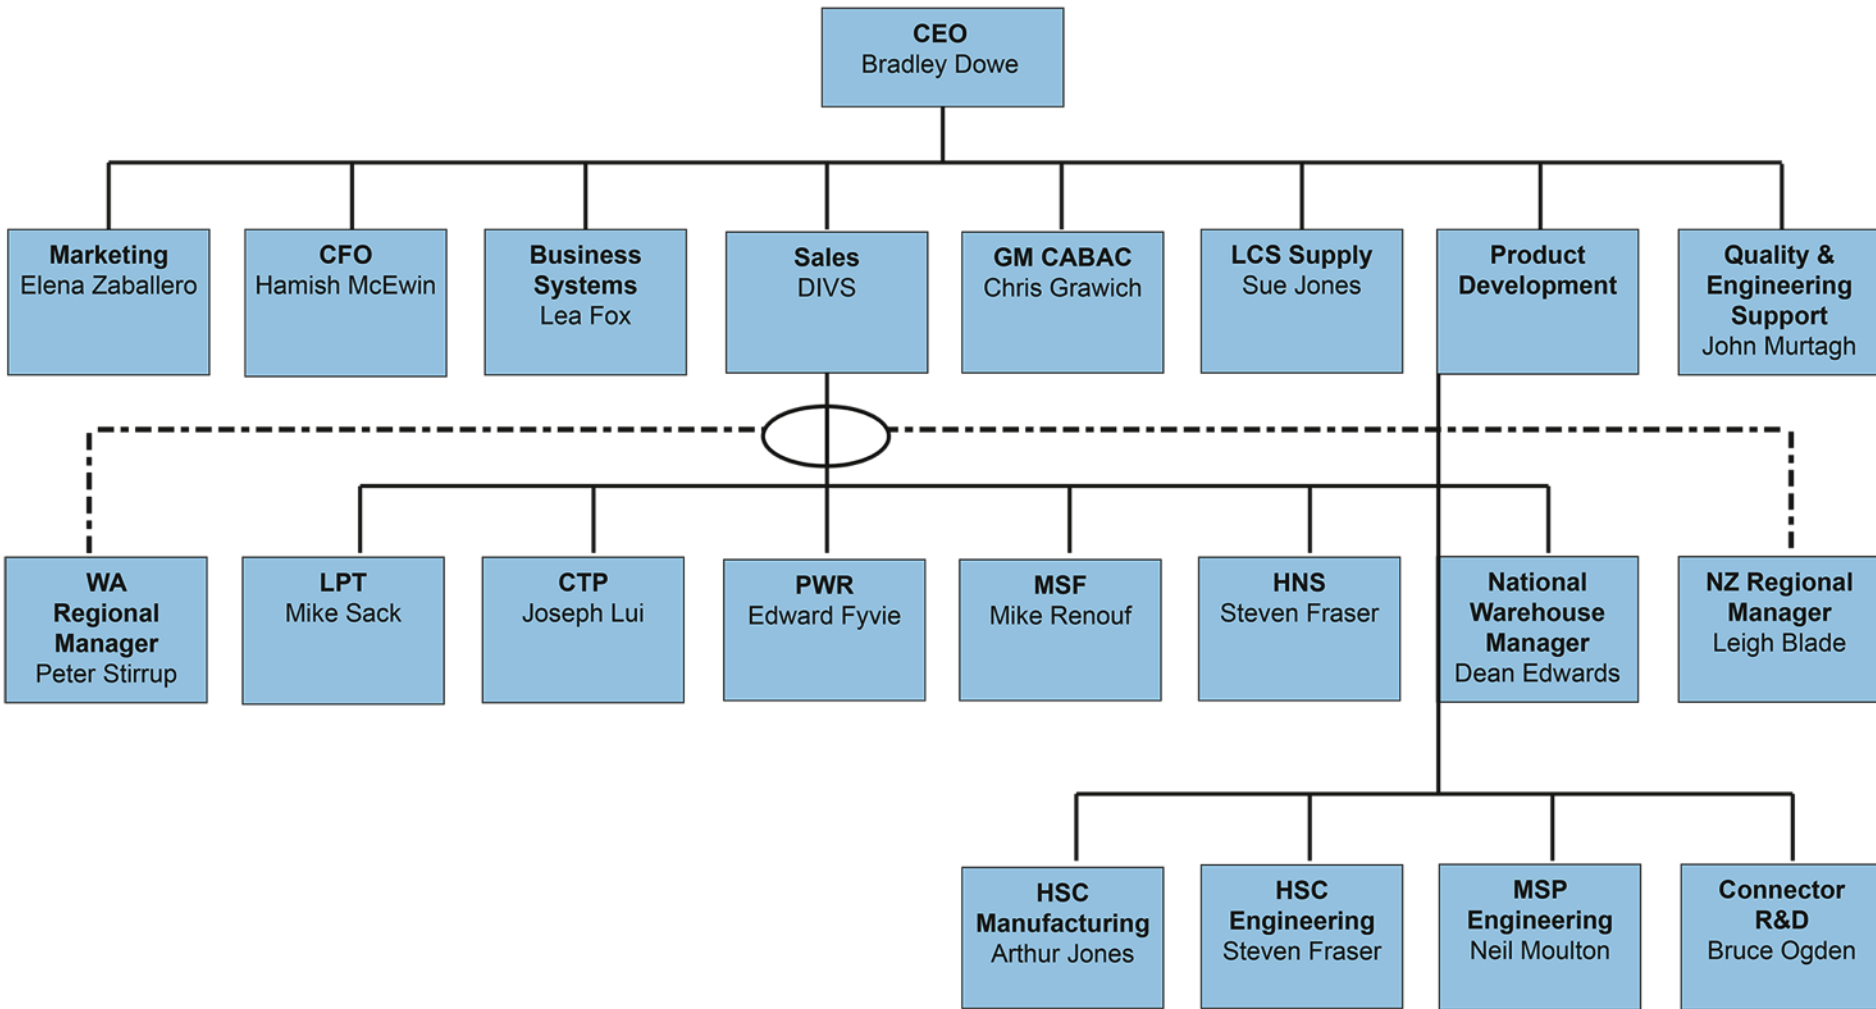 CEO
Bradley Dowe
Marketing
Elena Zaballero
CFO
Hamish McEwin
Business
Systems
Lea Fox
Sales
DIVS
GM CABAC
Chris Grawich
LCS Supply
Sue Jones
Product
Development
Quality &
Engineering
Support
John Murtagh
WA
Regional
Manager
Peter Stirrup
LPT
Mike Sack
CTP
Joseph Lui
PWR
Edward Fyvie
MSF
Mike Renouf
HNS
Steven Fraser
National
Warehouse
Manager
Dean Edwards
NZ Regional
Manager
Leigh Blade
HSC
Manufacturing
Arthur Jones
HSC
Engineering
Steven Fraser
MSP
Engineering
Neil Moulton
Connector
R&D
Bruce Ogden